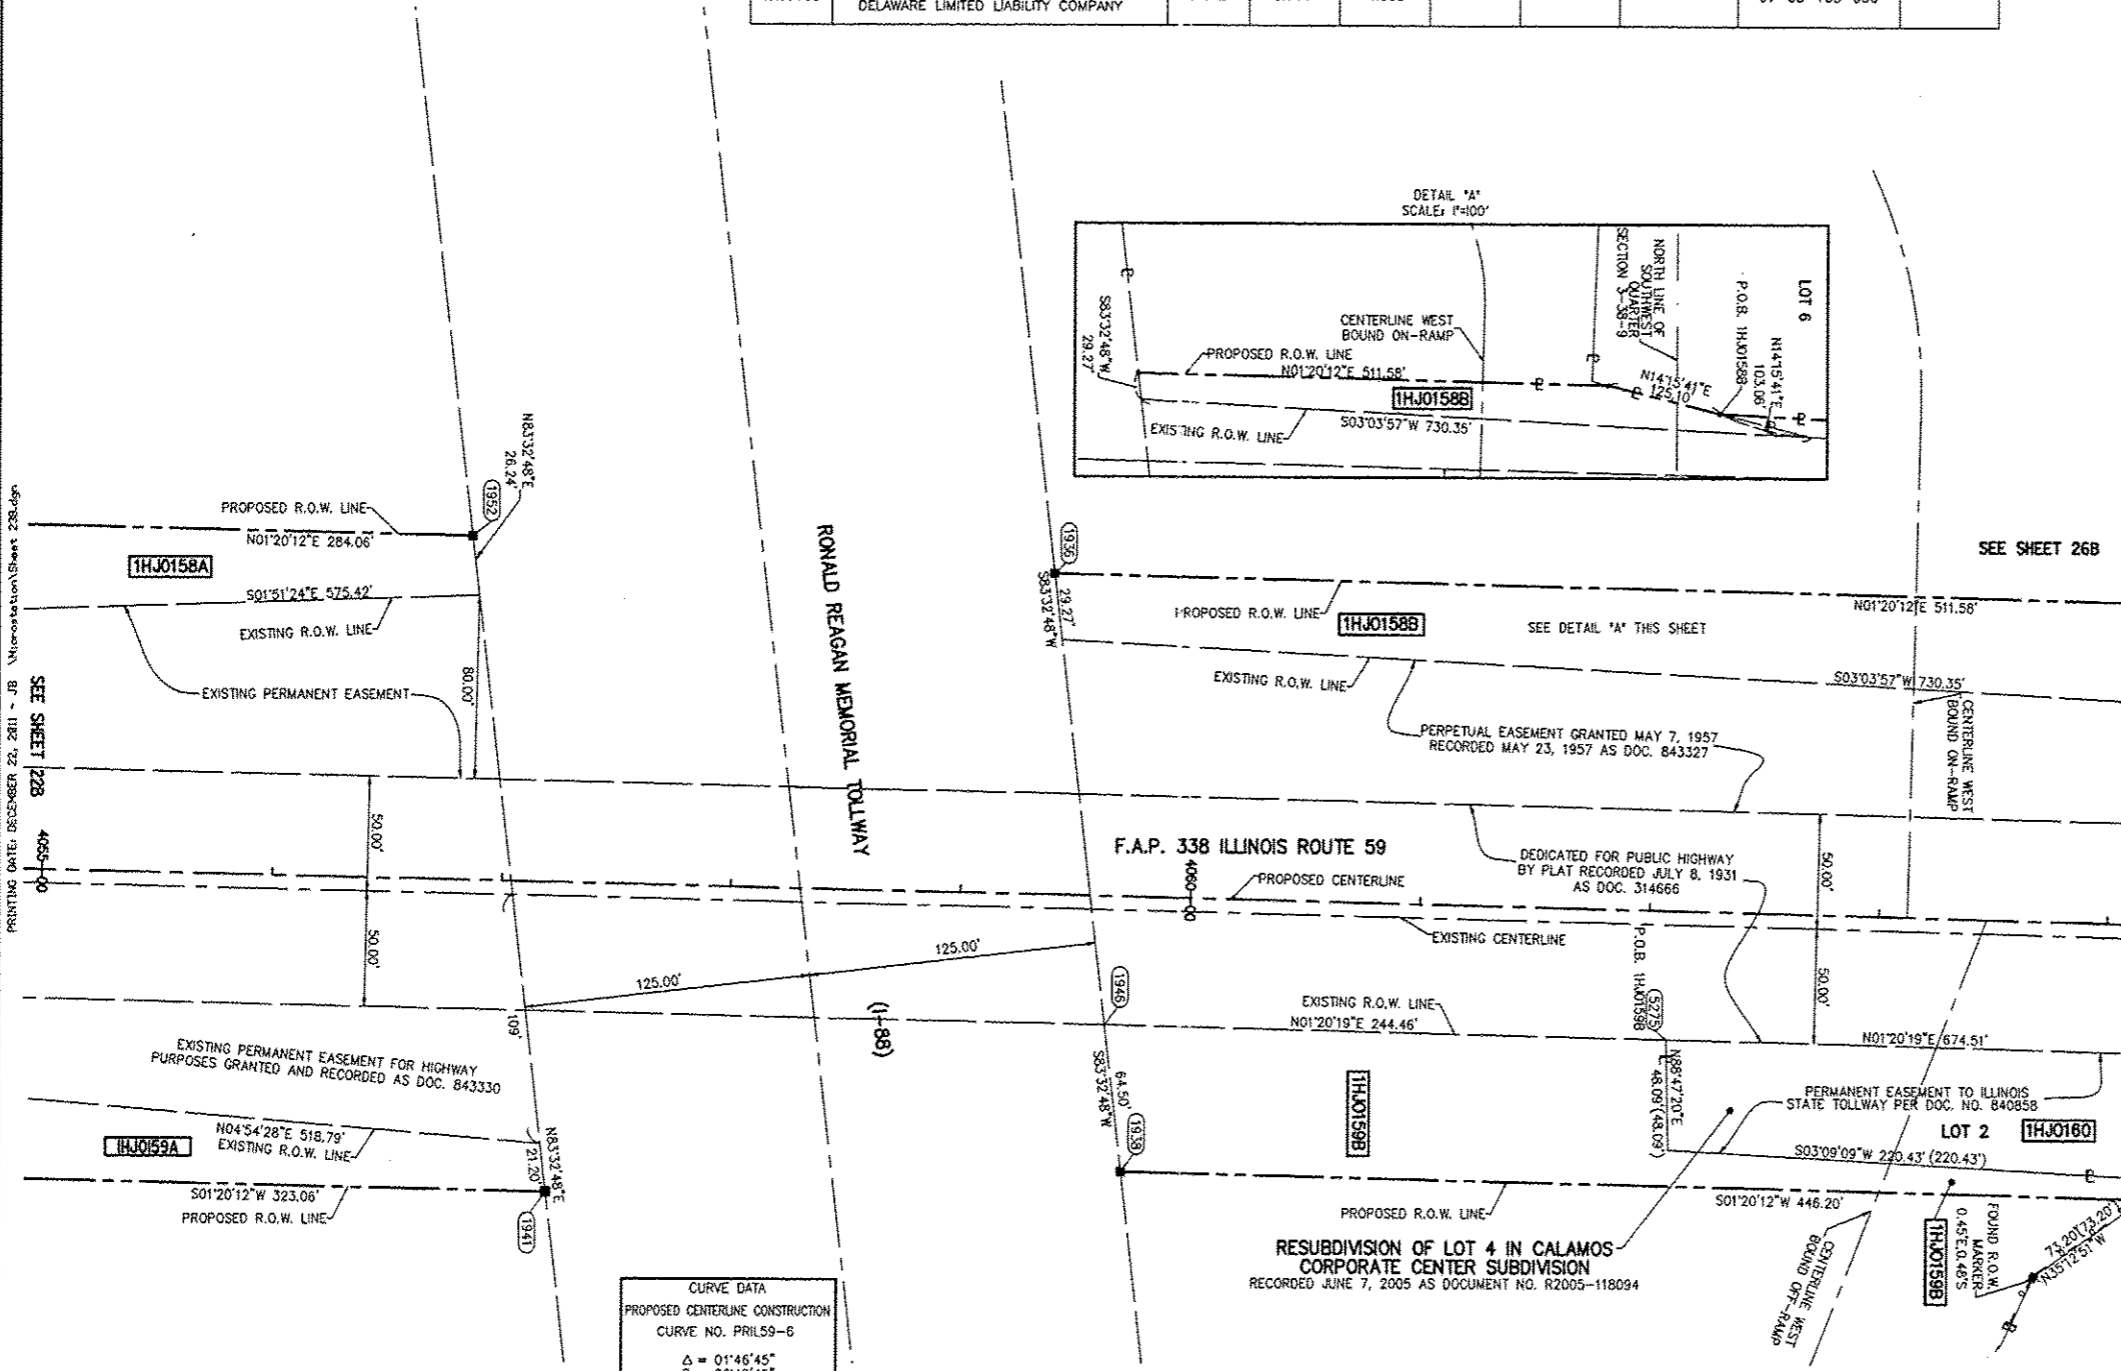 DELAWARE LIMITED LIABILITY COMPANY
DETAIL "A"
SCALE: 1"=100'
NORTH LINE OF
SOUTHWEST
QUARTER
SECTION 3-38-9
LOT 6
P.O.B. 1HJ0158B
N14°15'41"E
103.06'
N14°15'41"E
125.10'
CENTERLINE WEST
BOUND ON-RAMP
S83°32'48"W
29.27'
PROPOSED R.O.W. LINE
N01°20'12"E 511.58'
1HJ0158B
S03°03'57"W 730.35'
EXISTING R.O.W. LINE
SEE SHEET 26B
N83°32'48"E
26.24'
1952
PROPOSED R.O.W. LINE
N01°20'12"E 284.06'
1HJ0158A
S01°51'24"E 575.42'
EXISTING R.O.W. LINE
80.00'
EXISTING PERMANENT EASEMENT
SEE SHEET 22B
PRINTING DATE: DECEMBER 22, 2011 - JB \Microstation\Sheet 23B.dgn
RONALD REAGAN MEMORIAL TOLLWAY
(I-88)
1936
S83°32'48"W
29.27'
PROPOSED R.O.W. LINE
1HJ0158B
SEE DETAIL "A" THIS SHEET
N01°20'12"E 511.58'
EXISTING R.O.W. LINE
S03°03'57"W 730.35'
PERPETUAL EASEMENT GRANTED MAY 7, 1957
RECORDED MAY 23, 1957 AS DOC. 843327
CENTERLINE WEST
BOUND ON-RAMP
4055+00
50.00'
50.00'
F.A.P. 338 ILLINOIS ROUTE 59
4060+00
PROPOSED CENTERLINE
EXISTING CENTERLINE
DEDICATED FOR PUBLIC HIGHWAY
BY PLAT RECORDED JULY 8, 1931
AS DOC. 314666
50.00'
50.00'
125.00'
125.00'
1946
109'
EXISTING R.O.W. LINE
N01°20'19"E 244.46'
P.O.B. 1HJ0159B
5275
N88°47'20"E
48.09'(48.09')
N01°20'19"E 674.51'
EXISTING PERMANENT EASEMENT FOR HIGHWAY
PURPOSES GRANTED AND RECORDED AS DOC. 843330
N04°54'28"E 518.79'
EXISTING R.O.W. LINE
1HJ0159A
S01°20'12"W 323.06'
PROPOSED R.O.W. LINE
N83°32'48"E
21.20'
1941
64.50'
S83°32'48"W
1938
1HJ0159B
PERMANENT EASEMENT TO ILLINOIS
STATE TOLLWAY PER DOC. NO. 840858
LOT 2
1HJ0160
S03°09'09"W 220.43' (220.43')
S01°20'12"W 446.20'
PROPOSED R.O.W. LINE
RESUBDIVISION OF LOT 4 IN CALAMOS
CORPORATE CENTER SUBDIVISION
RECORDED JUNE 7, 2005 AS DOCUMENT NO. R2005-118094
CENTERLINE WEST
BOUND OFF-RAMP
1HJ0159B
FOUND R.O.W.
MARKER
0.45'E,0.48'S
73.20'(73.20')
N35°12'51"W
CURVE DATA
PROPOSED CENTERLINE CONSTRUCTION
CURVE NO. PRIL59-6
Δ = 01°46'45"